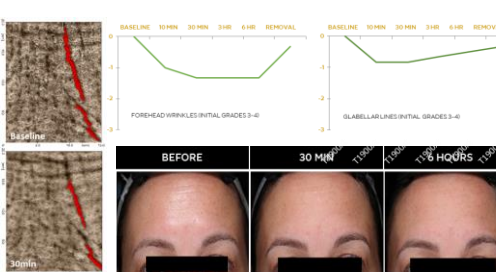 BASELINE 10 MIN 30 MIN 3 HR 6 HR REMOVAL
0
-1
-2
-3
FOREHEAD WRINKLES (INITIAL GRADES 3-4)
BASELINE 10 MIN 30 MIN 3 HR 6 HR REMOV
0
-1
-2
-3
GLABELLAR LINES (INITIAL GRADES 3-4)
Baseline
30min
BEFORE
30 MIN
6 HOURS